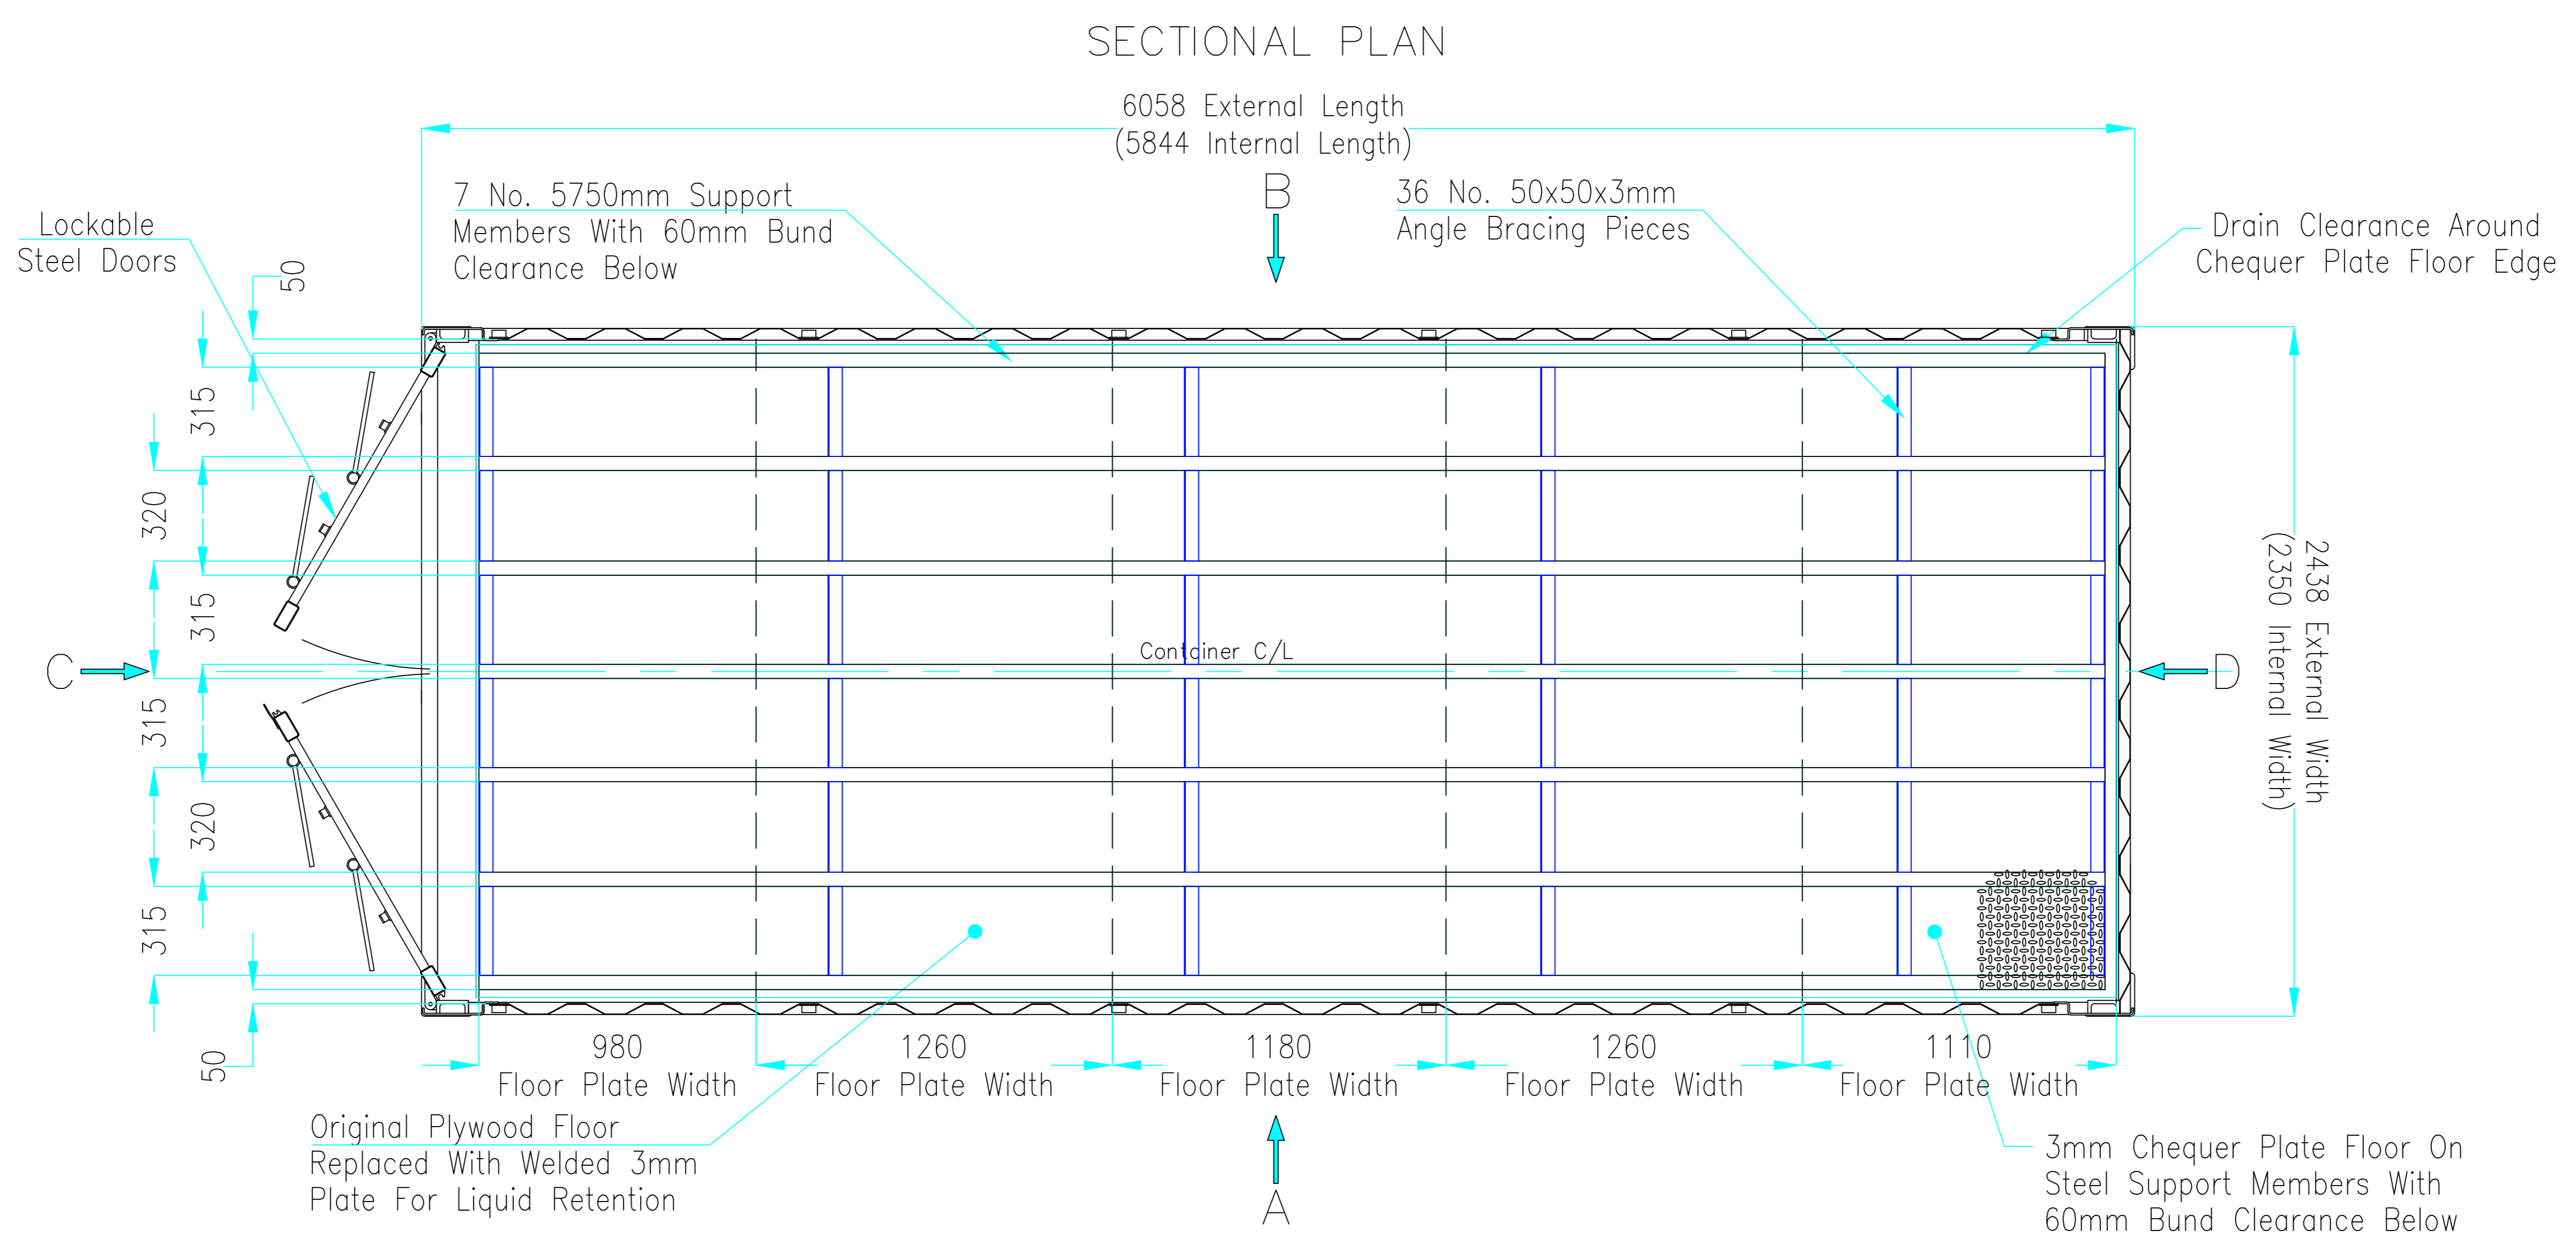 SECTIONAL PLAN
6058 External Length
(5844 Internal Length)
7 No. 5750mm Support
Members With 60mm Bund
Clearance Below
B
36 No. 50x50x3mm
Angle Bracing Pieces
Lockable
Steel Doors
Drain Clearance Around
Chequer Plate Floor Edge
50
315
320
315
Container C/L
C
D
2438 External Width
(2350 Internal Width)
315
320
315
50
980
Floor Plate Width
1260
Floor Plate Width
1180
Floor Plate Width
1260
Floor Plate Width
1110
Floor Plate Width
Original Plywood Floor
Replaced With Welded 3mm
Plate For Liquid Retention
A
3mm Chequer Plate Floor On
Steel Support Members With
60mm Bund Clearance Below